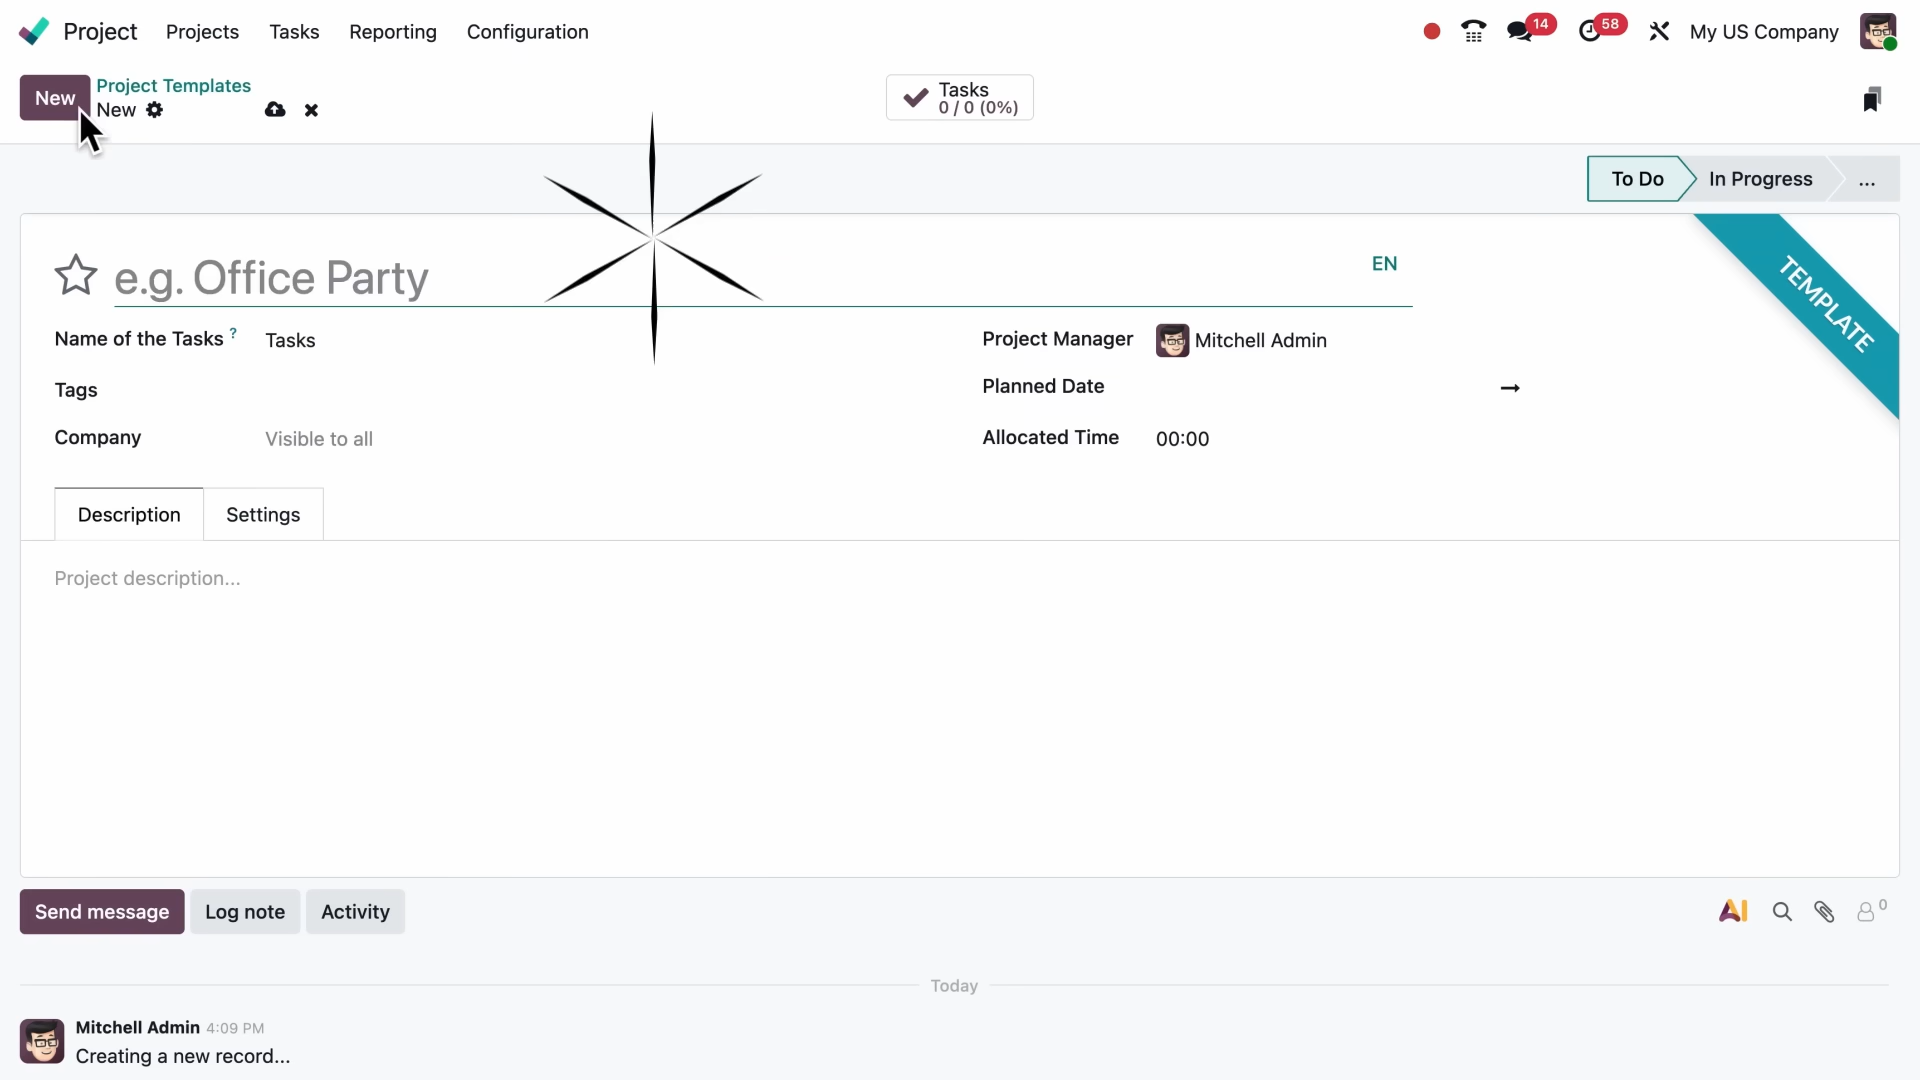 Project Projects Tasks Reporting Configuration 14 58 My US Company
New Project Templates
New
Tasks
0 / 0 (0%)
To Do In Progress ...
e.g. Office Party EN
TEMPLATE
Name of the Tasks ? Tasks
Project Manager Mitchell Admin
Tags
Planned Date
Company Visible to all
Allocated Time 00:00
Description Settings
Project description...
Send message Log note Activity AI 0
Today
Mitchell Admin 4:09 PM
Creating a new record...